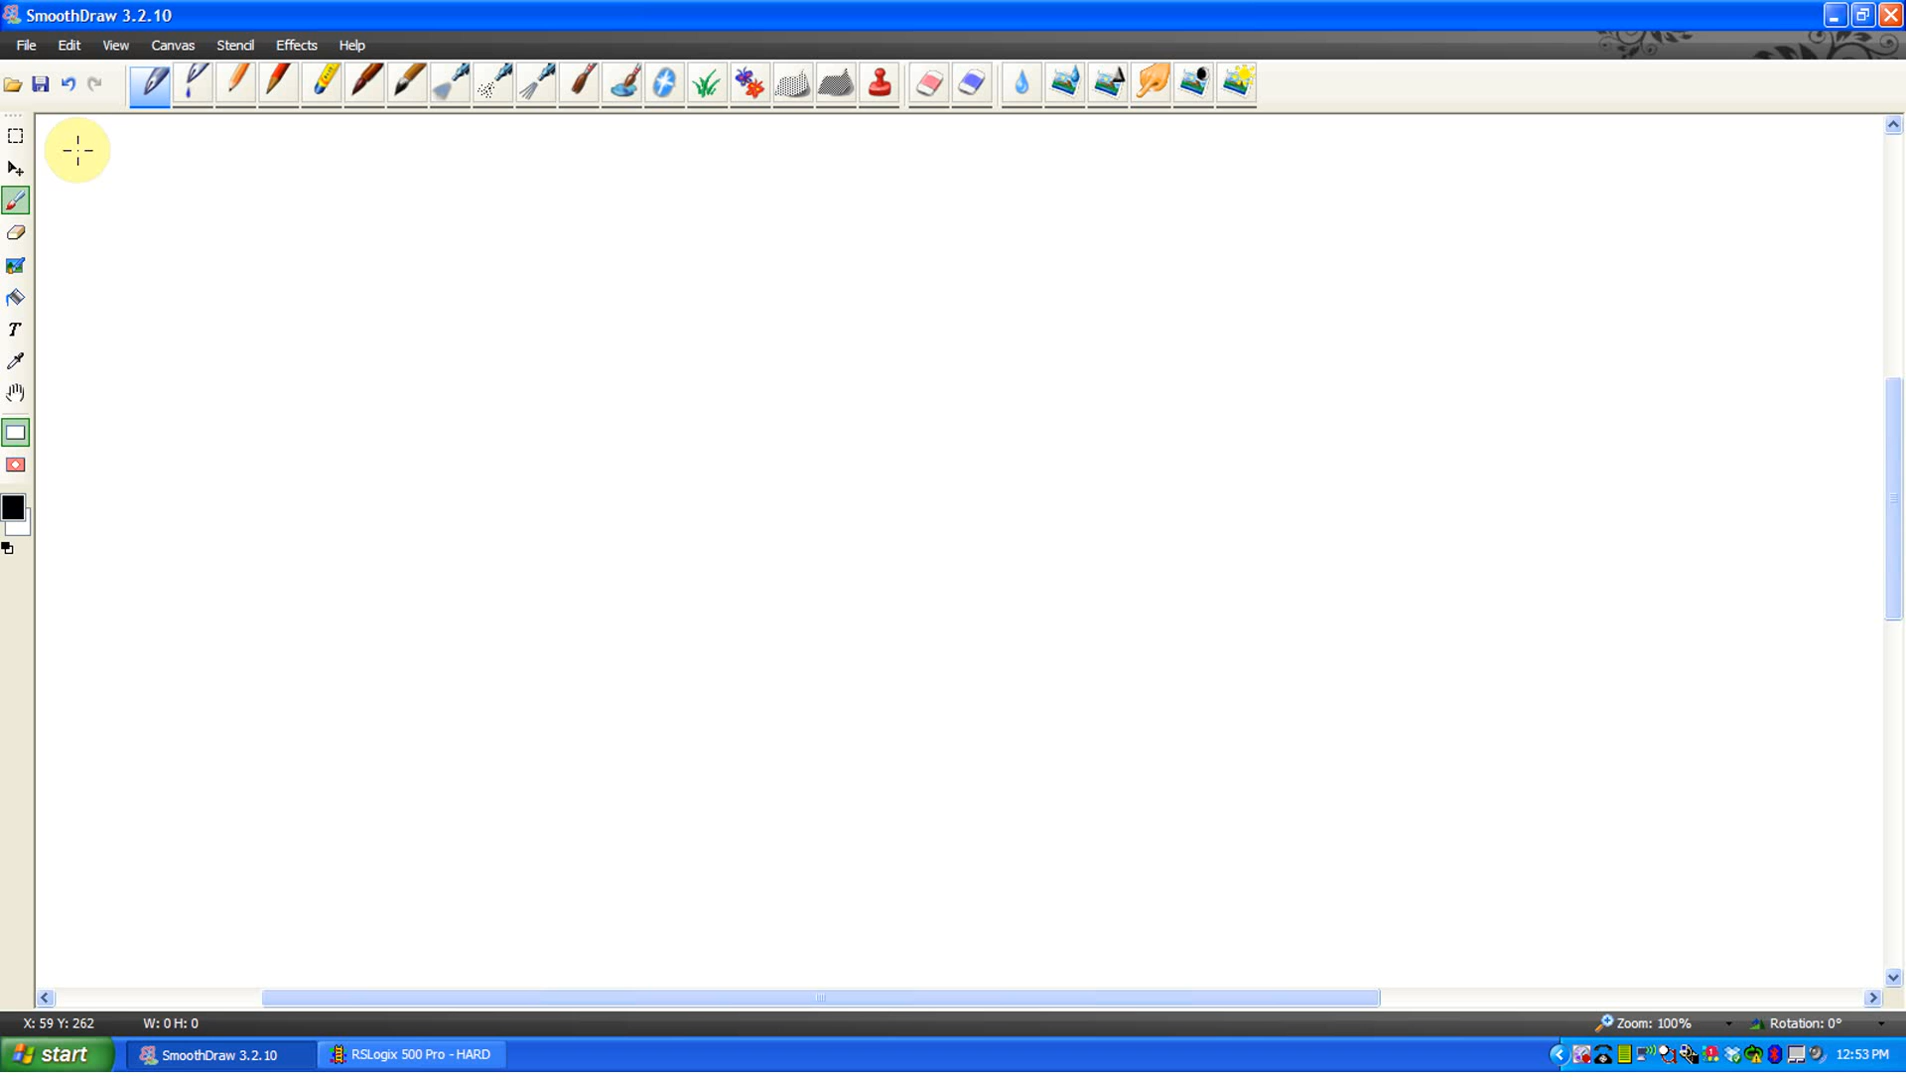 SmoothDraw 3.2.10
File Edit View Canvas Stencil Effects Help
T
X: 59 Y: 262 W: 0 H: 0 Zoom: 100% Rotation: 0°
start SmoothDraw 3.2.10 RSLogix 500 Pro - HARD 12:53 PM